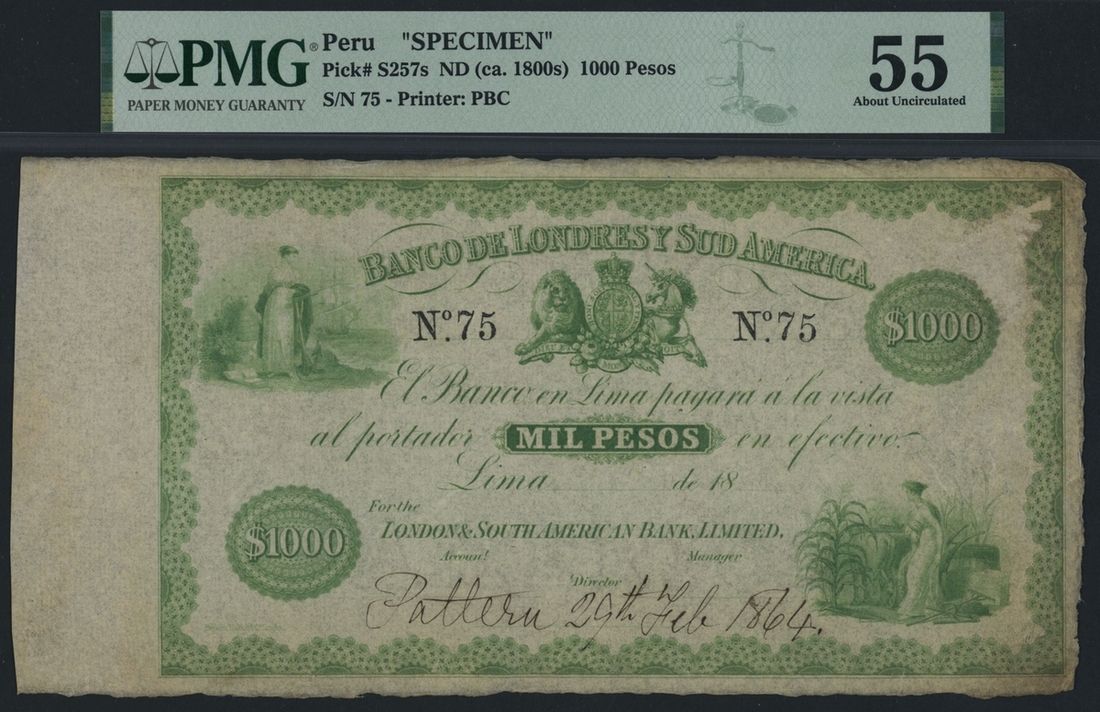 PMG® Peru "SPECIMEN" 55
Pick# S257s ND (ca. 1800s) 1000 Pesos
PAPER MONEY GUARANTY S/N 75 - Printer: PBC About Uncirculated
BANCO DE LONDRES Y SUD AMERICA.
Nº. 75 Nº. 75
$1000
El Banco en Lima pagará á la vista
al portador MIL PESOS en efectivo.
Lima de 18
For the
$1000 LONDON & SOUTH AMERICAN BANK, LIMITED.
Accoun! Manager
Director
Pattern 29th Feb 1864.